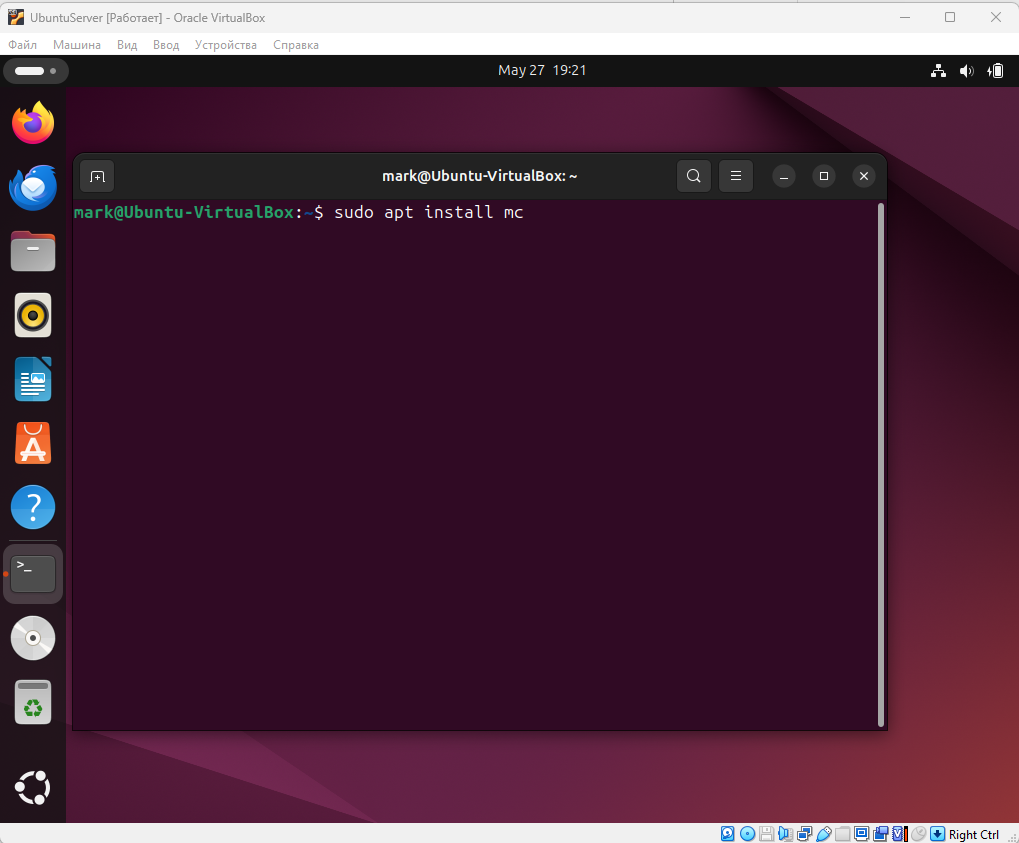 UbuntuServer [Работает] - Oracle VirtualBox
Файл Машина Вид Ввод Устройства Справка
May 27 19:21
mark@Ubuntu-VirtualBox: ~
mark@Ubuntu-VirtualBox:~$ sudo apt install mc
>_
?
Right Ctrl